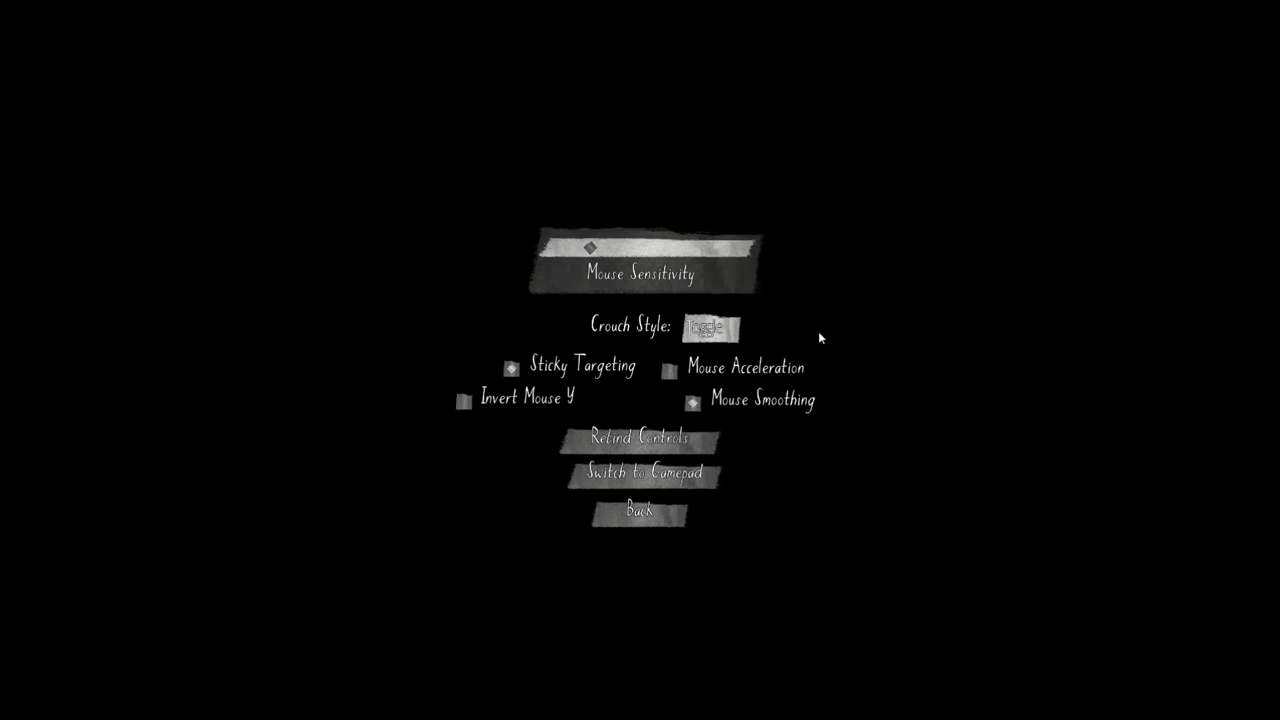 Mouse Sensitivity
Crouch Style: Toggle
Sticky Targeting Mouse Acceleration
Invert Mouse Y Mouse Smoothing
Rebind Controls
Switch to Gamepad
Back